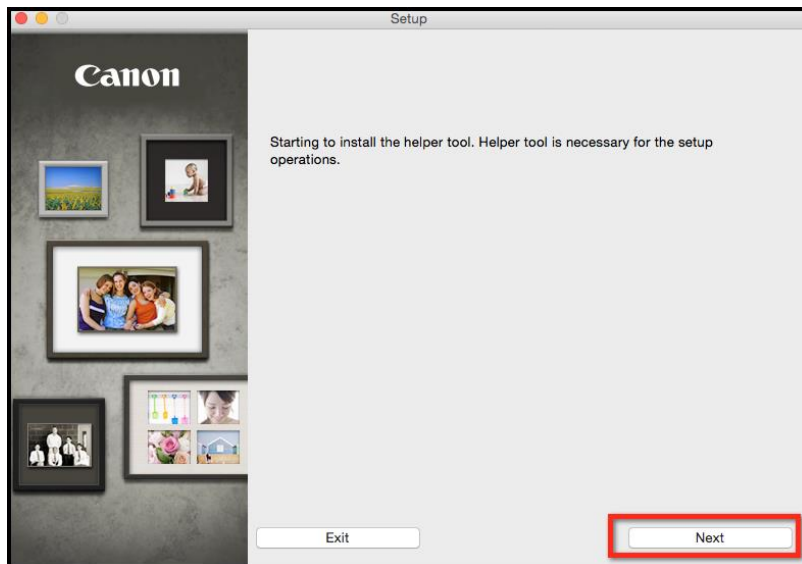 Setup
Canon
Starting to install the helper tool. Helper tool is necessary for the setup
operations.
Exit
Next